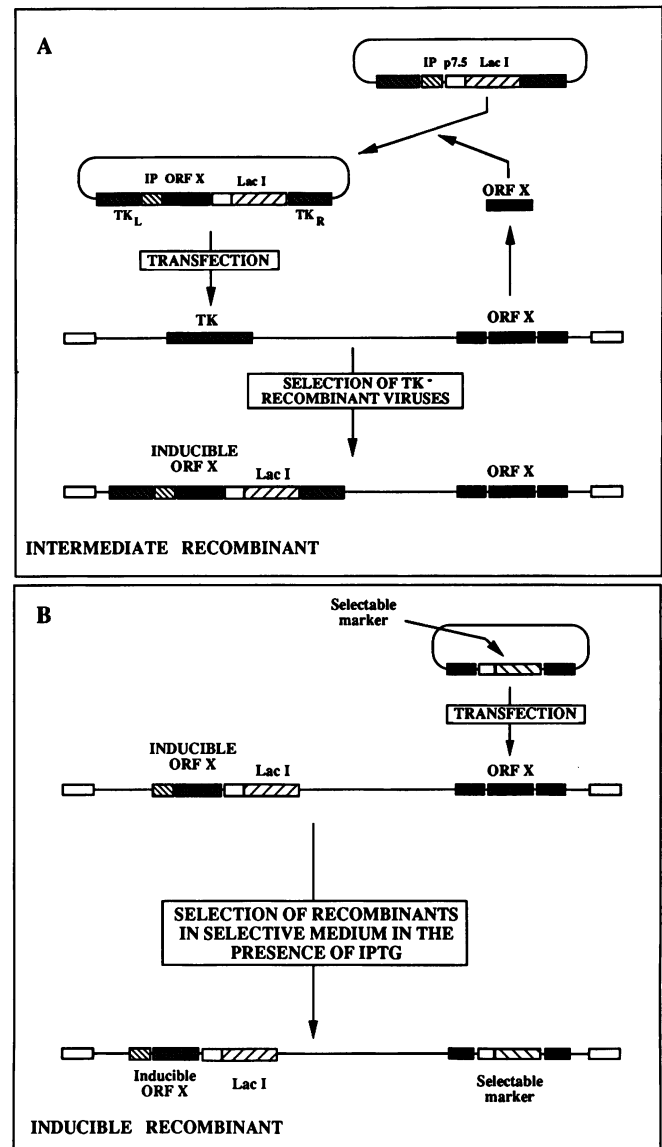 A
IP p7.5 Lac I
IP ORF X Lac I
TK L TK R
ORF X
TRANSFECTION
TK
ORF X
SELECTION OF TK -
RECOMBINANT VIRUSES
INDUCIBLE
ORF X
Lac I
ORF X
INTERMEDIATE RECOMBINANT
B
Selectable
marker
TRANSFECTION
INDUCIBLE
ORF X
Lac I
ORF X
SELECTION OF RECOMBINANTS
IN SELECTIVE MEDIUM IN THE
PRESENCE OF IPTG
Inducible
ORF X
Lac I
Selectable
marker
INDUCIBLE RECOMBINANT